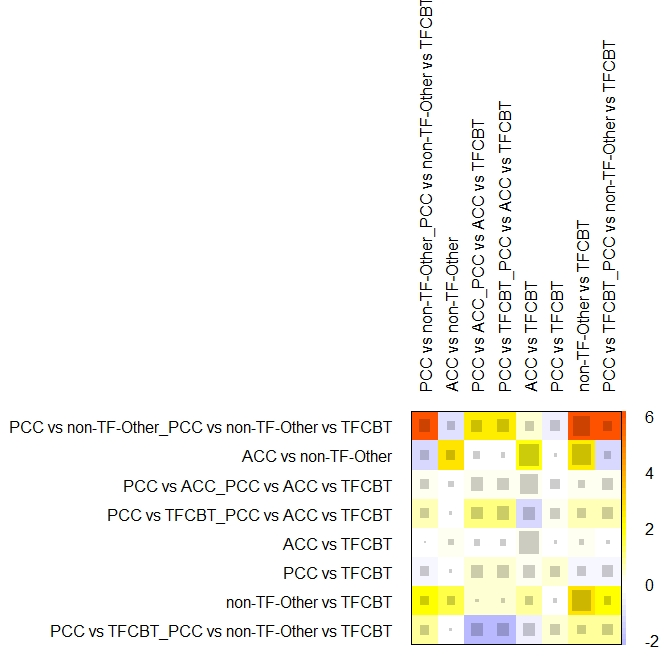 PCC vs non-TF-Other_PCC vs non-TF-Other vs TFCBT
ACC vs non-TF-Other
PCC vs ACC_PCC vs ACC vs TFCBT
PCC vs TFCBT_PCC vs ACC vs TFCBT
ACC vs TFCBT
PCC vs TFCBT
non-TF-Other vs TFCBT
PCC vs TFCBT_PCC vs non-TF-Other vs TFCBT
PCC vs non-TF-Other_PCC vs non-TF-Other vs TFCBT
ACC vs non-TF-Other
PCC vs ACC_PCC vs ACC vs TFCBT
PCC vs TFCBT_PCC vs ACC vs TFCBT
ACC vs TFCBT
PCC vs TFCBT
non-TF-Other vs TFCBT
PCC vs TFCBT_PCC vs non-TF-Other vs TFCBT
6
4
2
0
-2